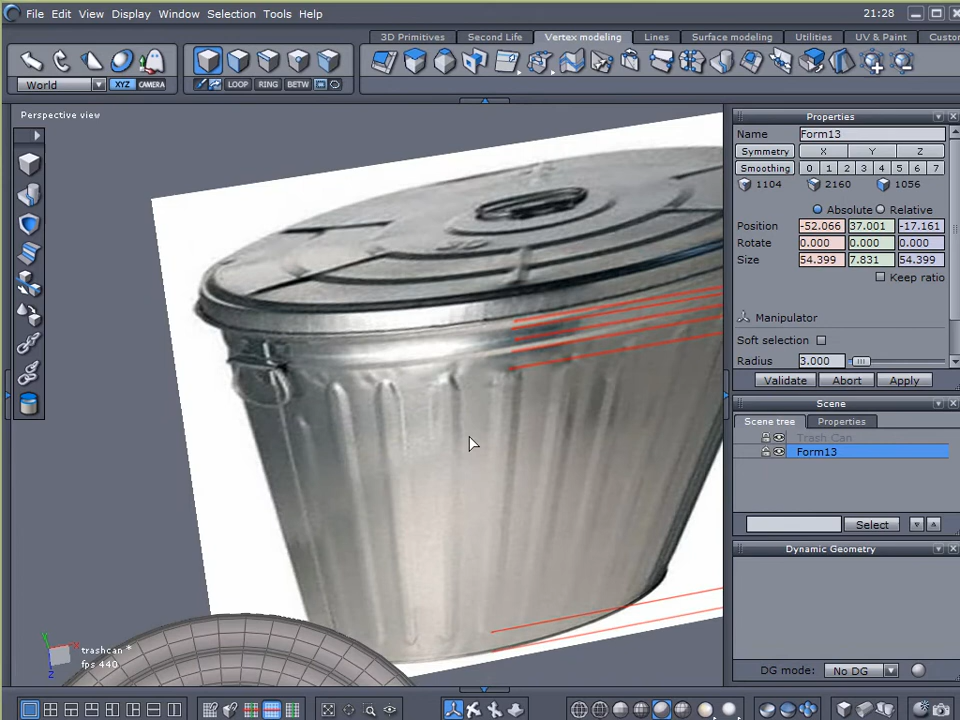 File Edit View Display Window Selection Tools Help 21:28
3D Primitives Second Life Vertex modeling Lines Surface modeling Utilities UV & Paint Custo
World XYZ CAMERA LOOP RING BETW
Perspective view
Properties
Name Form13
Symmetry X Y Z
Smoothing 0 1 2 3 4 5 6 7
1104 2160 1056
Absolute Relative
Position -52.066 37.001 -17.161
Rotate 0.000 0.000 0.000
Size 54.399 7.831 54.399
Keep ratio
Manipulator
Soft selection
Radius 3.000
Validate Abort Apply
Scene
Scene tree Properties
Trash Can
Form13
Select
Dynamic Geometry
DG mode: No DG
Y X Z
trashcan *
fps 440